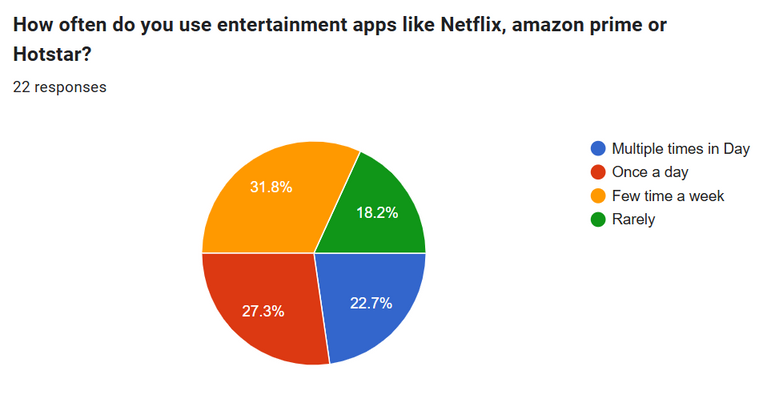 How often do you use entertainment apps like Netflix, amazon prime or
Hotstar?
22 responses
31.8%
18.2%
27.3%
22.7%
Multiple times in Day
Once a day
Few time a week
Rarely